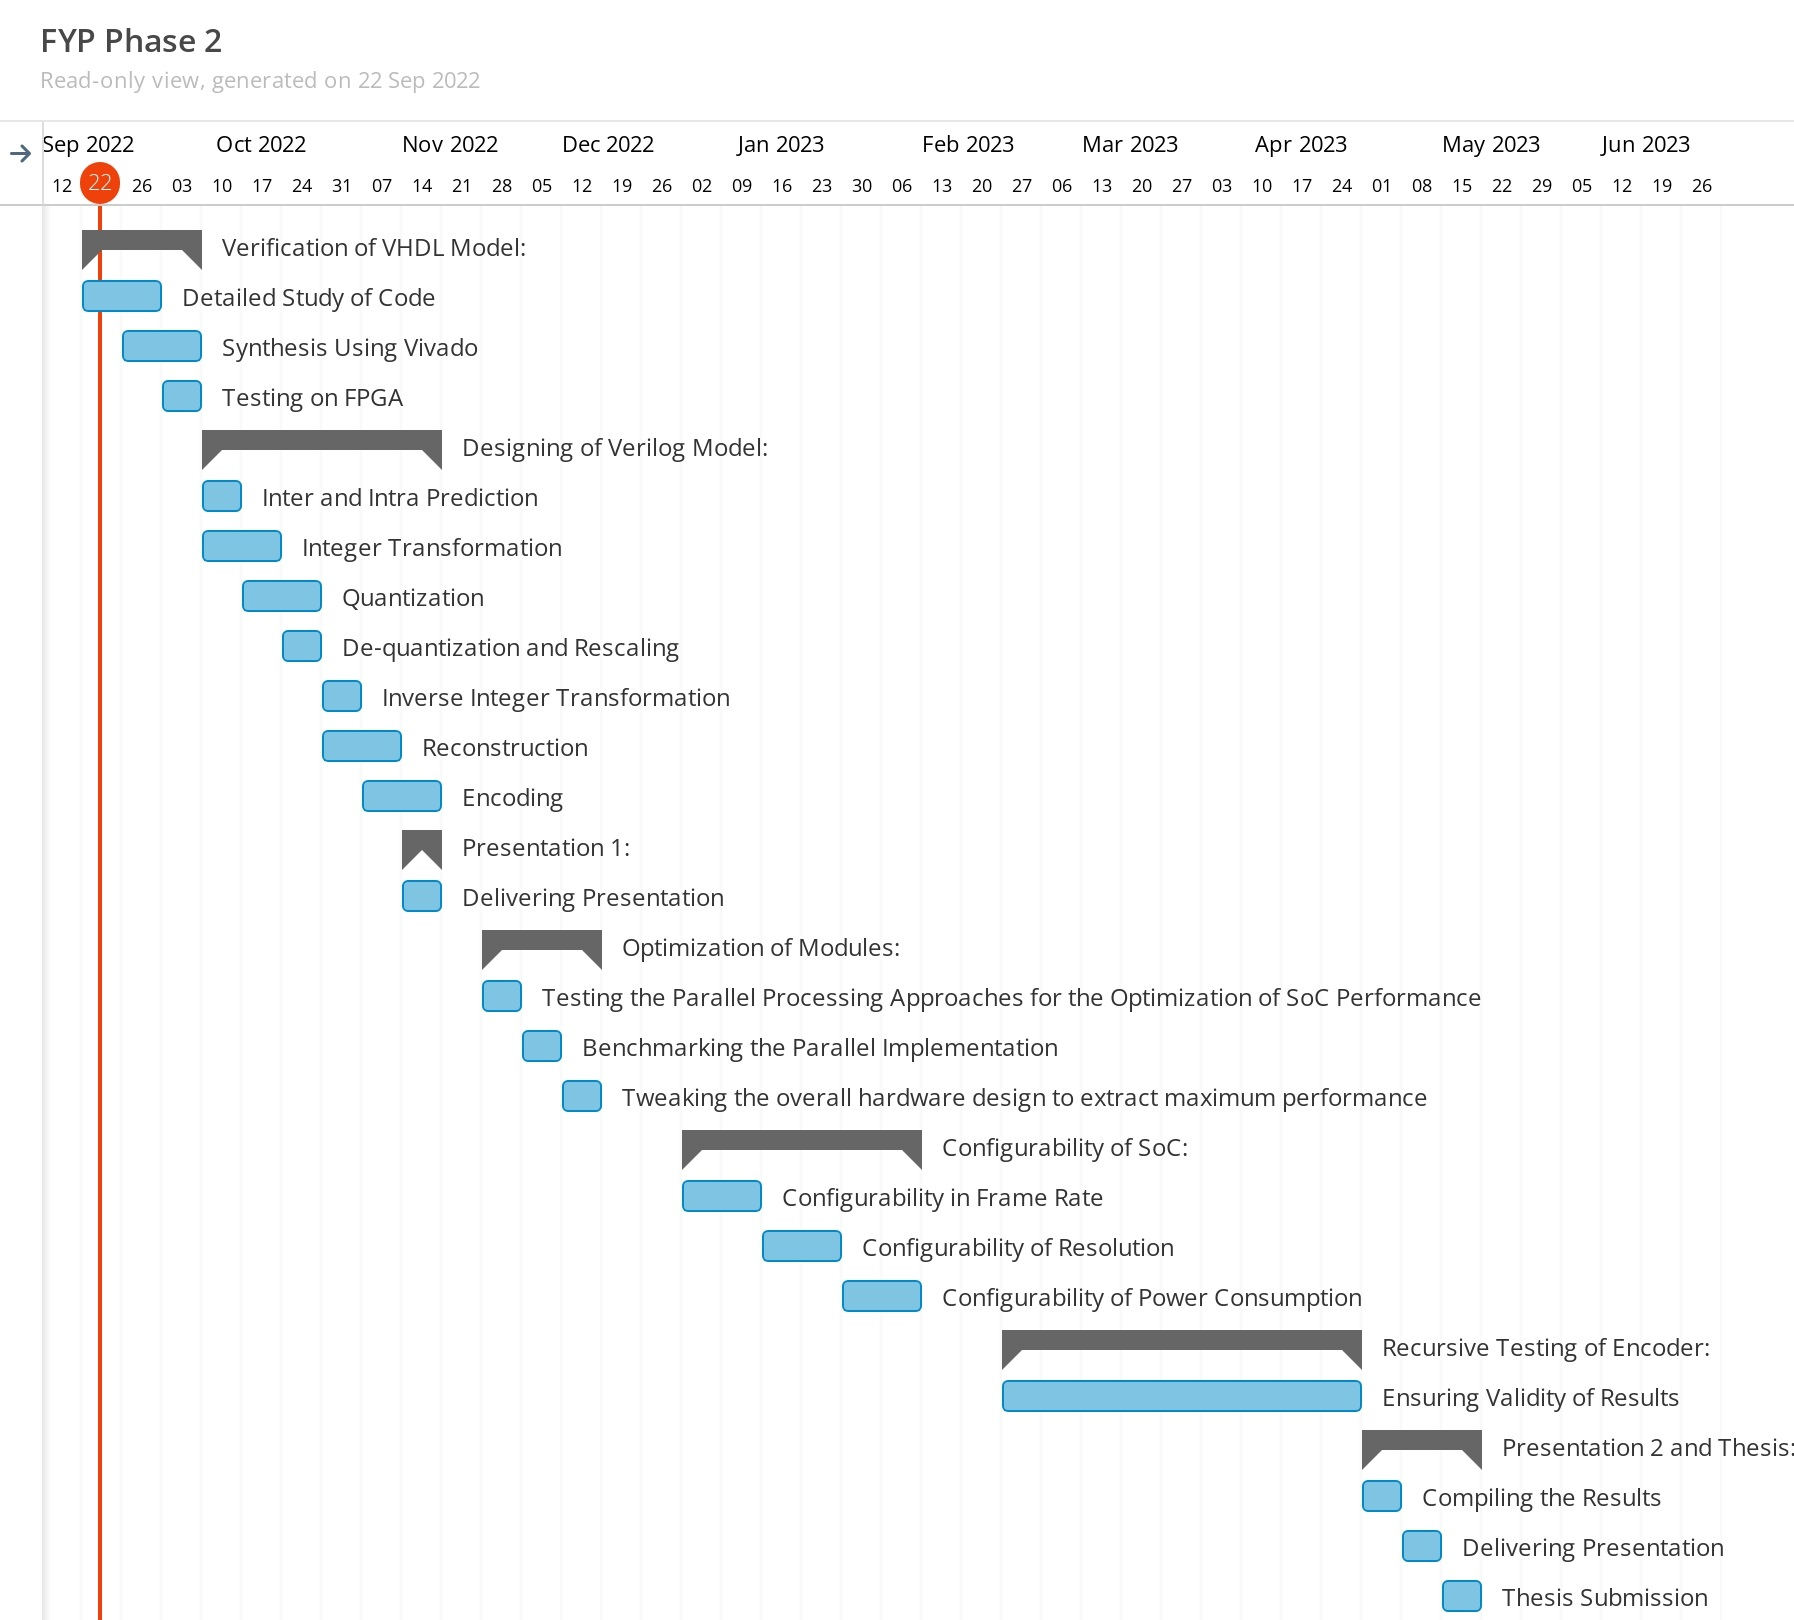 FYP Phase 2
Read-only view, generated on 22 Sep 2022
Sep 2022 Oct 2022 Nov 2022 Dec 2022 Jan 2023 Feb 2023 Mar 2023 Apr 2023 May 2023 Jun 2023
12 22 26 03 10 17 24 31 07 14 21 28 05 12 19 26 02 09 16 23 30 06 13 20 27 06 13 20 27 03 10 17 24 01 08 15 22 29 05 12 19 26
Verification of VHDL Model:
Detailed Study of Code
Synthesis Using Vivado
Testing on FPGA
Designing of Verilog Model:
Inter and Intra Prediction
Integer Transformation
Quantization
De-quantization and Rescaling
Inverse Integer Transformation
Reconstruction
Encoding
Presentation 1:
Delivering Presentation
Optimization of Modules:
Testing the Parallel Processing Approaches for the Optimization of SoC Performance
Benchmarking the Parallel Implementation
Tweaking the overall hardware design to extract maximum performance
Configurability of SoC:
Configurability in Frame Rate
Configurability of Resolution
Configurability of Power Consumption
Recursive Testing of Encoder:
Ensuring Validity of Results
Presentation 2 and Thesis:
Compiling the Results
Delivering Presentation
Thesis Submission